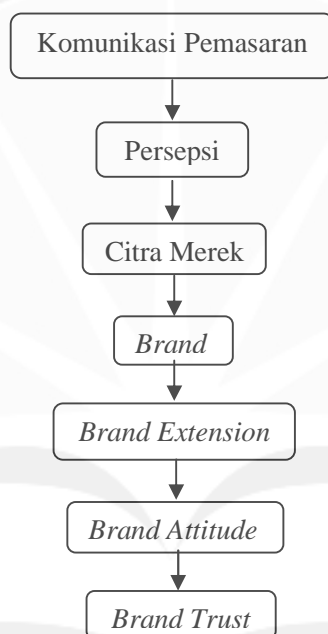 Komunikasi Pemasaran
Persepsi
Citra Merek
Brand
Brand Extension
Brand Attitude
Brand Trust